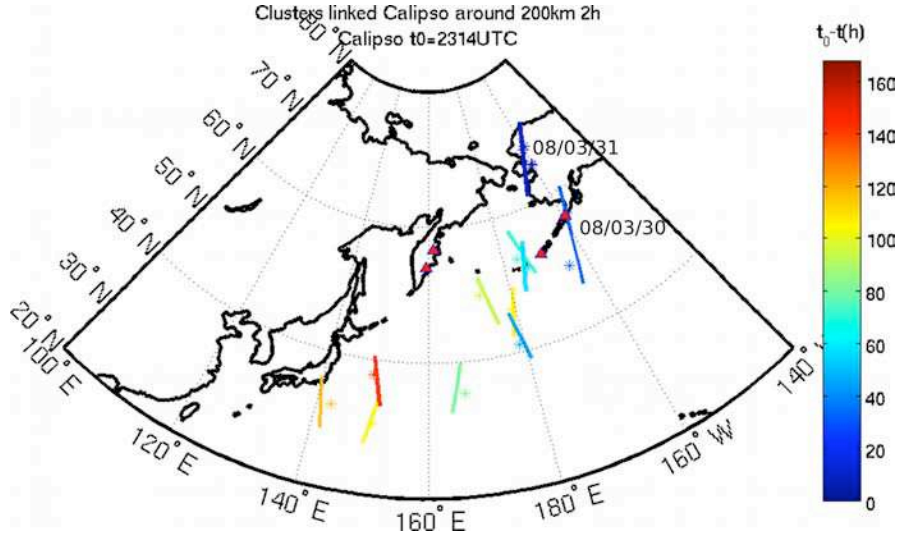 Clusters linked Calipso around 200km 2h
Calipso t0=2314UTC
t₀-t(h)
80° N
70° N
60° N
50° N
40° N
30° N
20° N
100° E
120° E
140° E
160° E
180° E
160° W
140° W
08/03/31
08/03/30
160
140
120
100
80
60
40
20
0